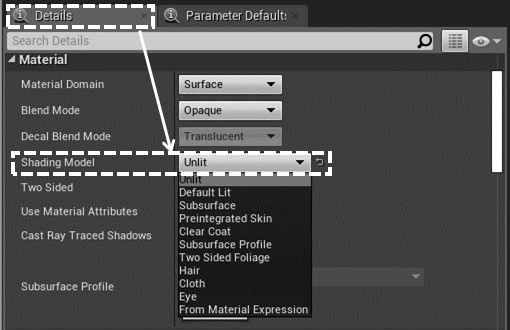 Details
Parameter Defaults
Search Details
Material
Material Domain
Surface
Blend Mode
Opaque
Decal Blend Mode
Translucent
Shading Model
Unlit
Unlit
Two Sided
Default Lit
Subsurface
Use Material Attributes
Preintegrated Skin
Clear Coat
Cast Ray Traced Shadows
Subsurface Profile
Two Sided Foliage
Hair
Cloth
Subsurface Profile
Eye
From Material Expression